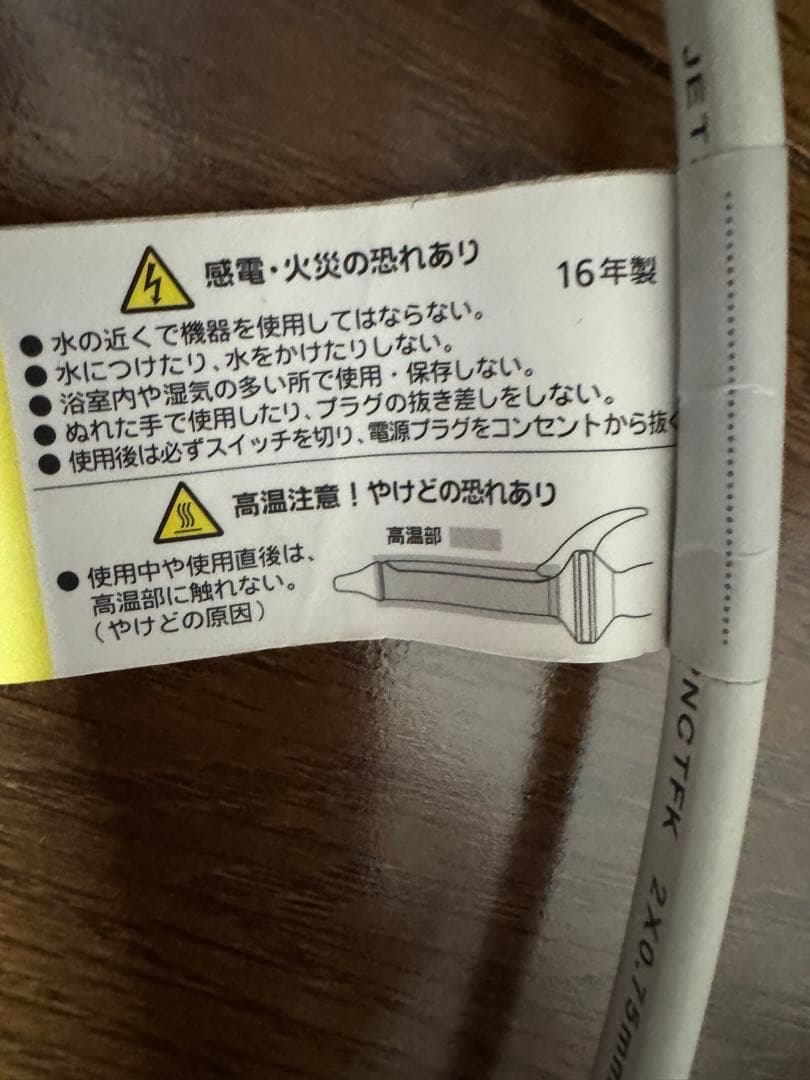 感電・火災の恐れあり
16年製
● 水の近くで機器を使用してはならない。
● 水につけたり、水をかけたりしない。
● 浴室内や湿気の多い所で使用・保存しない。
● ぬれた手で使用したり、プラグの抜き差しをしない。
● 使用後は必ずスイッチを切り、電源プラグをコンセントから抜く
高温注意！やけどの恐れあり
高温部
● 使用中や使用直後は、
高温部に触れない。
（やけどの原因）
JET
NCTFK 2X0.75mm